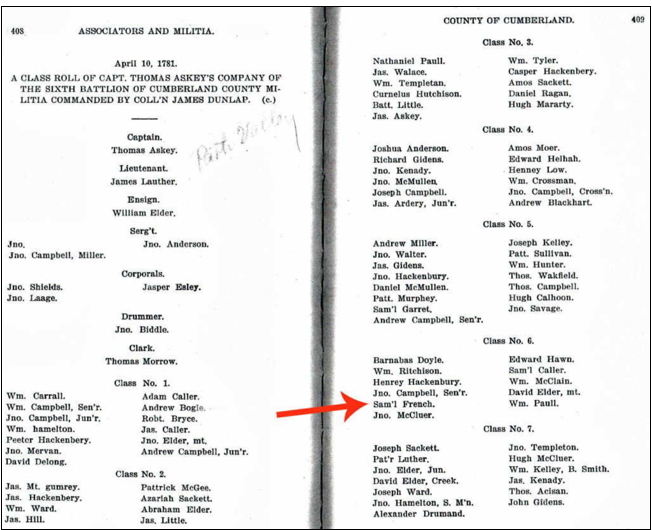 408 ASSOCIATORS AND MILITIA.
April 10, 1781.
A CLASS ROLL OF CAPT. THOMAS ASKEY'S COMPANY OF
THE SIXTH BATTLION OF CUMBERLAND COUNTY MI-
LITIA COMMANDED BY COLL'N JAMES DUNLAP. (c.)
Captain.
Thomas Askey.
Lieutenant.
James Lauther.
Ensign.
William Elder.
Serg't.
Jno. Jno. Anderson.
Jno. Campbell, Miller.
Corporals.
Jno. Shields. Jasper Esley.
Jno. Laage.
Drummer.
Jno. Biddle.
Clark.
Thomas Morrow.
Class No. 1.
Wm. Carrall. Adam Caller.
Wm. Campbell, Sen'r. Andrew Bogle.
Jno. Campbell, Jun'r. Robt. Bryce.
Wm. hamelton. Jas. Caller.
Peeter Hackenbery. Jno. Elder, mt.
Jno. Mervan. Andrew Campbell, Jun'r.
David Delong.
Class No. 2.
Jas. Mt. gumrey. Pattrick McGee.
Jas. Hackenbery. Azariah Sackett.
Wm. Ward. Abraham Elder.
Jas. Hill. Jas. Little.
COUNTY OF CUMBERLAND. 409
Class No. 3.
Nathaniel Paull. Wm. Tyler.
Jas. Walace. Casper Hackenbery.
Wm. Templetan. Amos Sackett.
Curnelus Hutchison. Daniel Ragan.
Batt. Little. Hugh Mararty.
Jas. Askey.
Class No. 4.
Joshua Anderson. Amos Moer.
Richard Gidens. Edward Helhah.
Jno. Kenady. Henney Low.
Jno. McMullen. Wm. Crossman.
Joseph Campbell. Jno. Campbell, Cross'n.
Jas. Ardery, Jun'r. Andrew Blackhart.
Class No. 5.
Andrew Miller. Joseph Kelley.
Jno. Walter. Patt. Sullivan.
Jas. Gidens. Wm. Hunter.
Jno. Hackenbury. Thos. Wakfield.
Daniel McMullen. Thos. Campbell.
Patt. Murphey. Hugh Calhoon.
Sam'l Garret. Jno. Savage.
Andrew Campbell, Sen'r.
Class No. 6.
Barnabas Doyle. Edward Hawn.
Wm. Ritchison. Sam'l Caller.
Henrey Hackenbury. Wm. McClain.
Jno. Campbell, Sen'r. David Elder, mt.
Sam'l French. Wm. Paull.
Jno. McCluer.
Class No. 7.
Joseph Sackett. Jno. Templeton.
Pat'r Luther. Hugh McCluer.
Jno. Elder, Jun. Wm. Kelley, B. Smith.
David Elder, Creek. Jas. Kenady.
Joseph Ward. Thos. Acisan.
Jno. Hamelton, S. M'n. John Gidens.
Alexander Drumand.